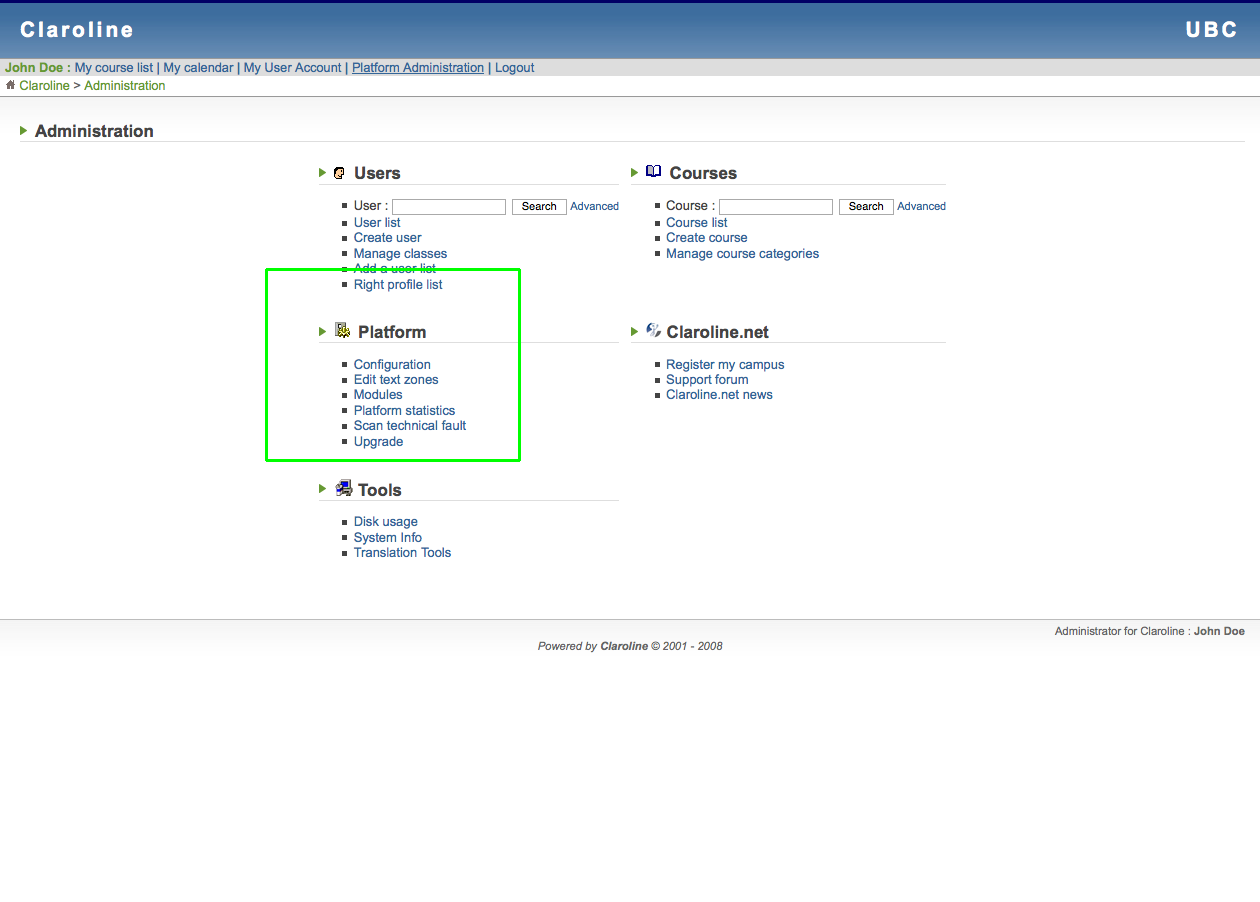 Claroline UBC
John Doe : My course list | My calendar | My User Account | Platform Administration | Logout
Claroline > Administration
Administration
Users
User : Search Advanced
User list
Create user
Manage classes
Add a user list
Right profile list
Courses
Course : Search Advanced
Course list
Create course
Manage course categories
Platform
Configuration
Edit text zones
Modules
Platform statistics
Scan technical fault
Upgrade
Claroline.net
Register my campus
Support forum
Claroline.net news
Tools
Disk usage
System Info
Translation Tools
Administrator for Claroline : John Doe
Powered by Claroline © 2001 - 2008